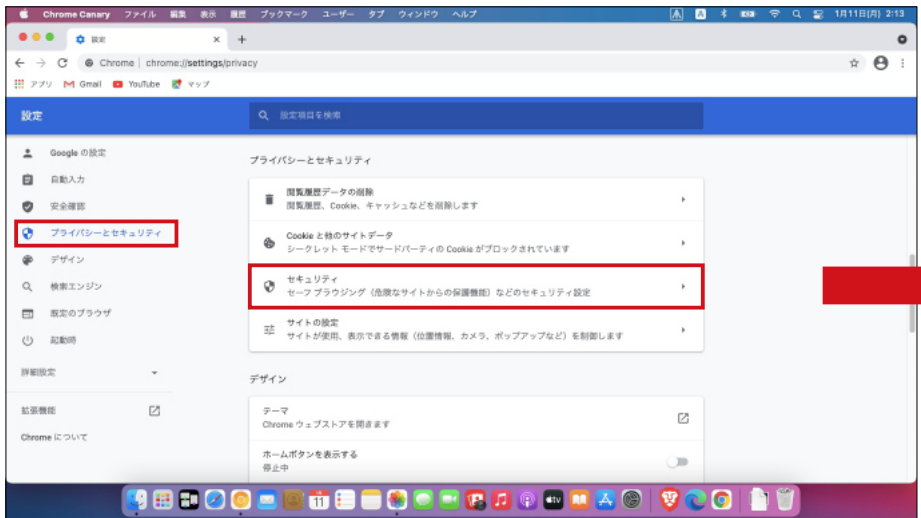 Chrome Canary ファイル 編集 表示 履歴 ブックマーク ユーザー タブ ウィンドウ ヘルプ 1月11日(月) 2:13
設定
Chrome | chrome://settings/privacy
アプリ Gmail YouTube マップ
設定
設定項目を検索
Google の設定
自動入力
安全確認
プライバシーとセキュリティ
デザイン
検索エンジン
既定のブラウザ
起動時
詳細設定
拡張機能
Chrome について
プライバシーとセキュリティ
閲覧履歴データの削除
閲覧履歴、Cookie、キャッシュなどを削除します
Cookie と他のサイトデータ
シークレット モードでサードパーティの Cookie がブロックされています
セキュリティ
セーフ ブラウジング（危険なサイトからの保護機能）などのセキュリティ設定
サイトの設定
サイトが使用、表示できる情報（位置情報、カメラ、ポップアップなど）を制御します
デザイン
テーマ
Chrome ウェブストアを開きます
ホームボタンを表示する
停止中
11
tv